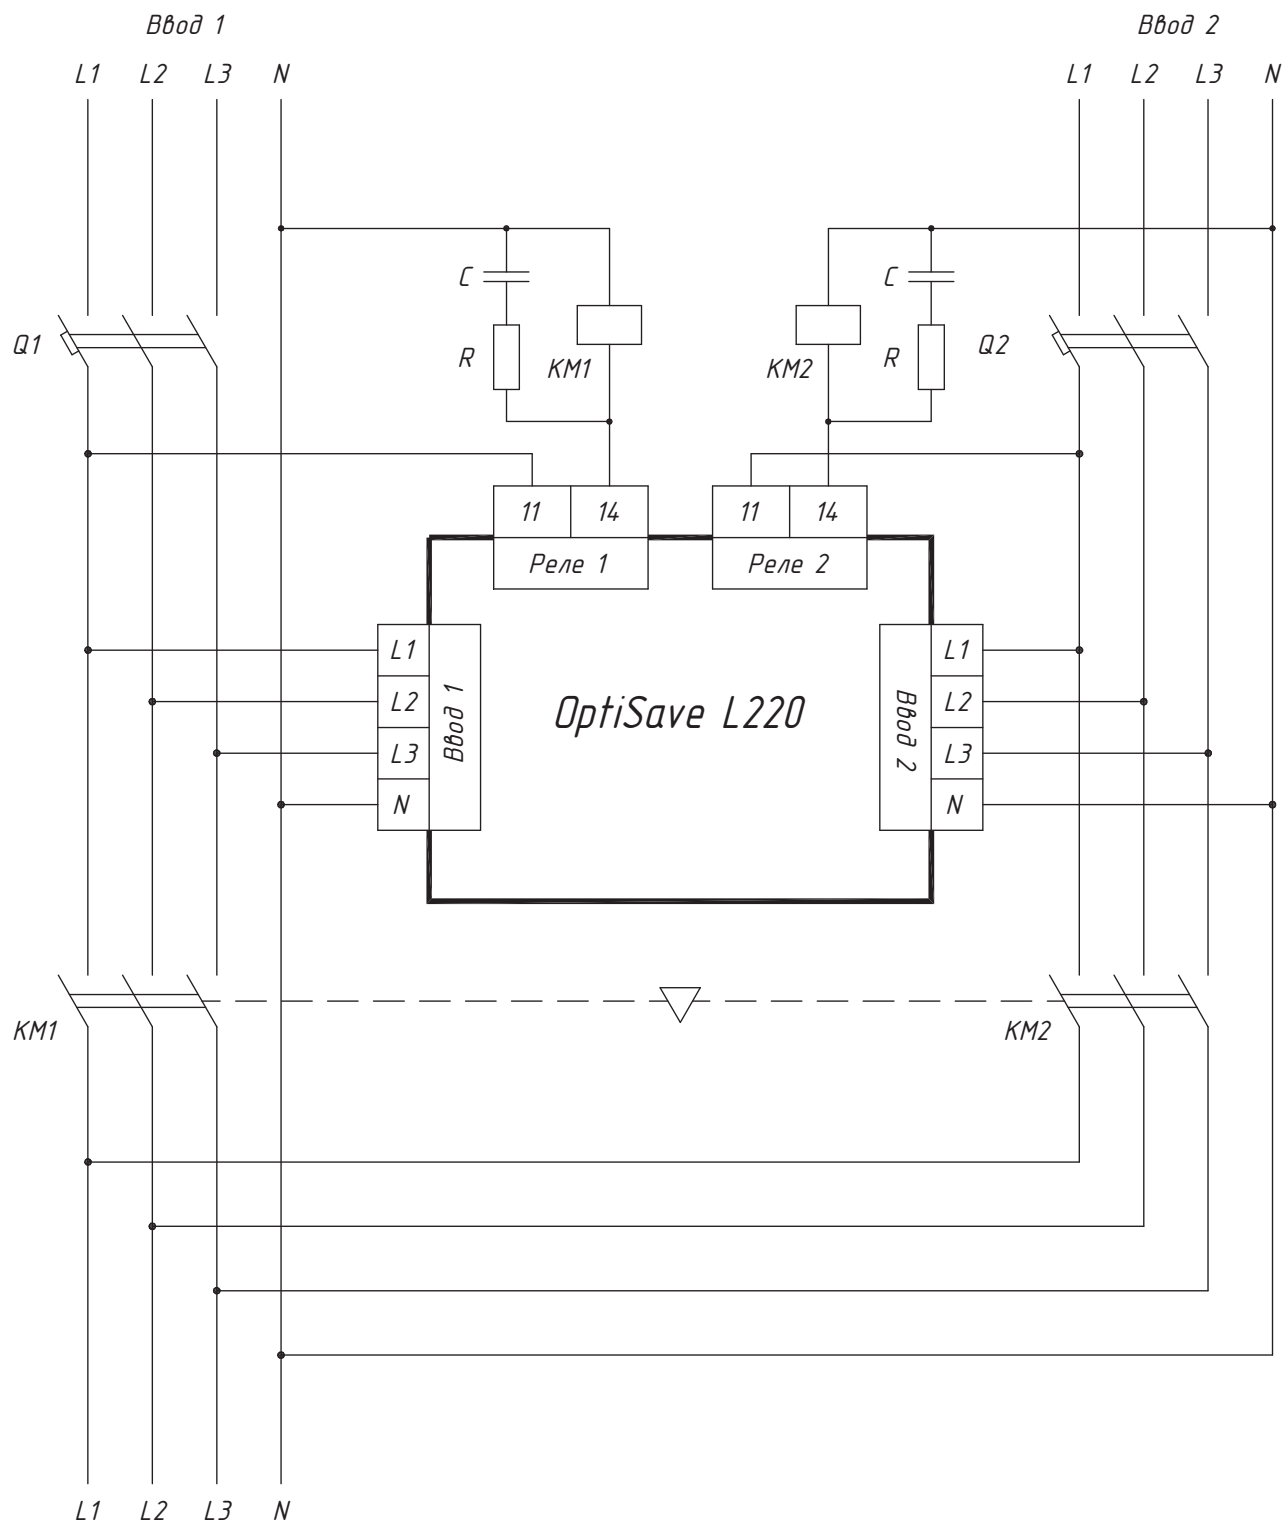 Ввод 1
Ввод 2
L1 L2 L3 N
L1 L2 L3 N
C
C
Q1
R
KM1
KM2
R
Q2
11 14
11 14
Реле 1
Реле 2
L1
L2
L3
N
Ввод 1
OptiSave L220
Ввод 2
L1
L2
L3
N
KM1
KM2
L1 L2 L3 N